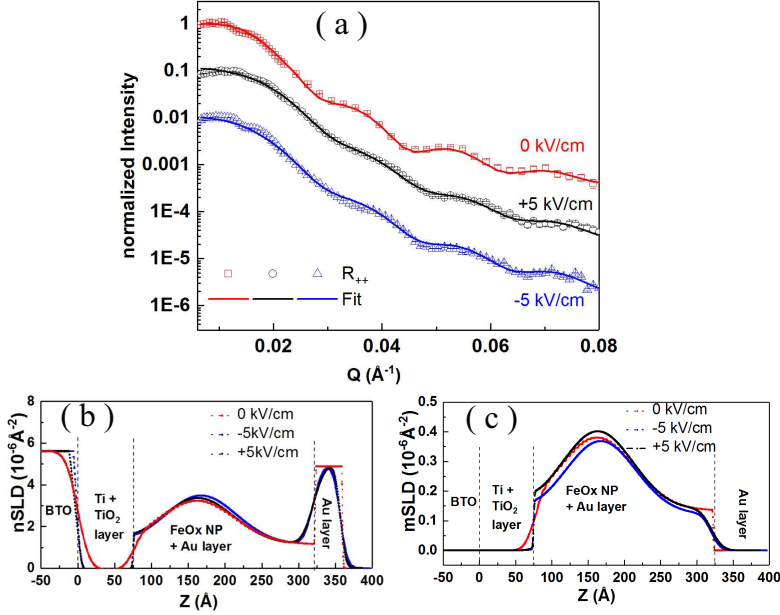 ( a )
1
0.1
0.01
0.001
1E-4
1E-5
1E-6
normalized Intensity
0 kV/cm
+5 kV/cm
-5 kV/cm
R++
Fit
0.02 0.04 0.06 0.08
Q (Å-1)
( b )
8
6
4
2
0
nSLD (10-6Å-2)
0 kV/cm
-5kV/cm
+5kV/cm
BTO
Ti +
TiO2
layer
FeOx NP
+ Au layer
Au layer
-50 0 50 100 150 200 250 300 350 400
Z (Å)
( c )
0.5
0.4
0.3
0.2
0.1
0.0
mSLD (10-6Å-2)
0 kV/cm
-5 kV/cm
+5 kV/cm
BTO
Ti +
TiO2
layer
FeOx NP
+ Au layer
Au layer
-50 0 50 100 150 200 250 300 350 400
Z (Å)